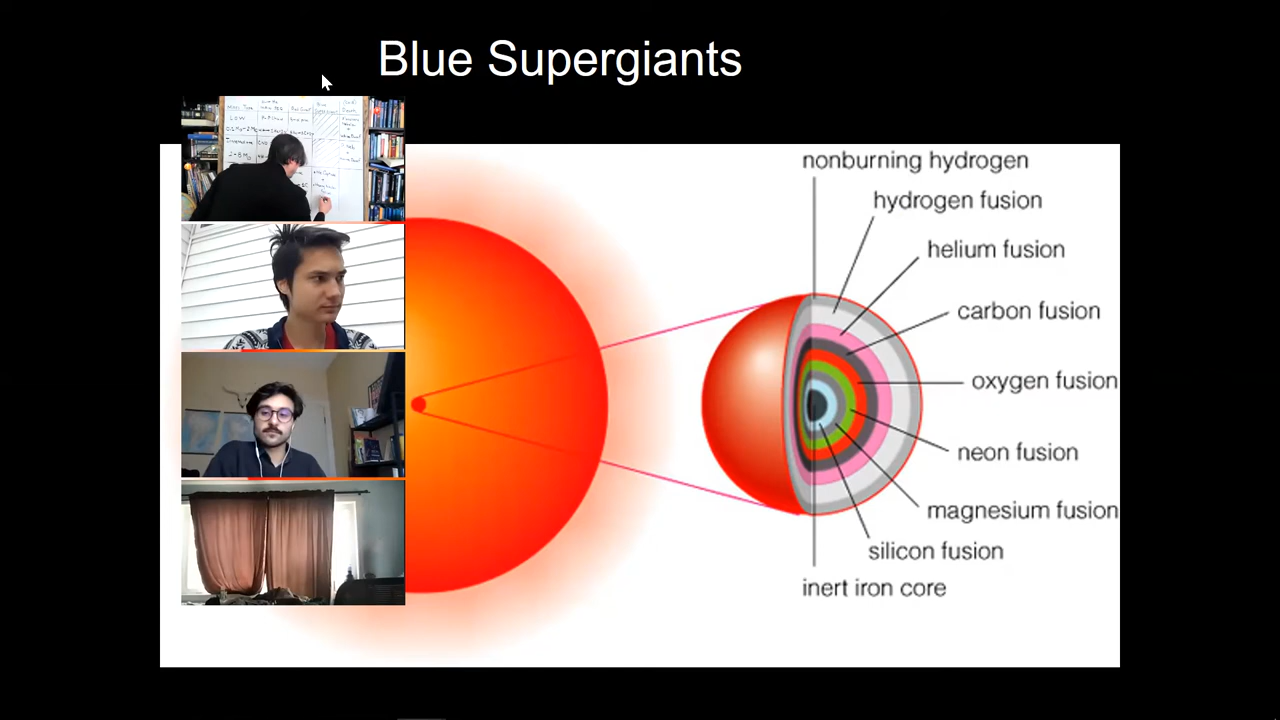 Blue Supergiants
nonburning hydrogen
hydrogen fusion
helium fusion
carbon fusion
oxygen fusion
neon fusion
magnesium fusion
silicon fusion
inert iron core
LOW